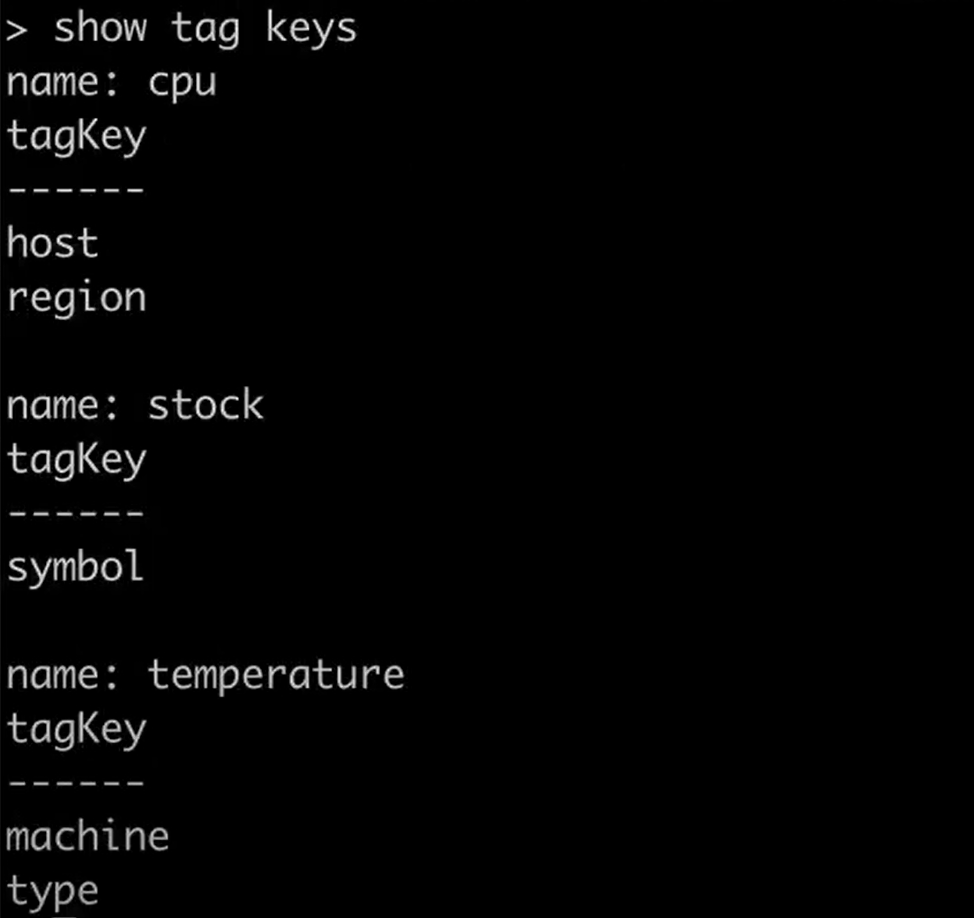 > show tag keys
name: cpu
tagKey
------
host
region
name: stock
tagKey
------
symbol
name: temperature
tagKey
------
machine
type